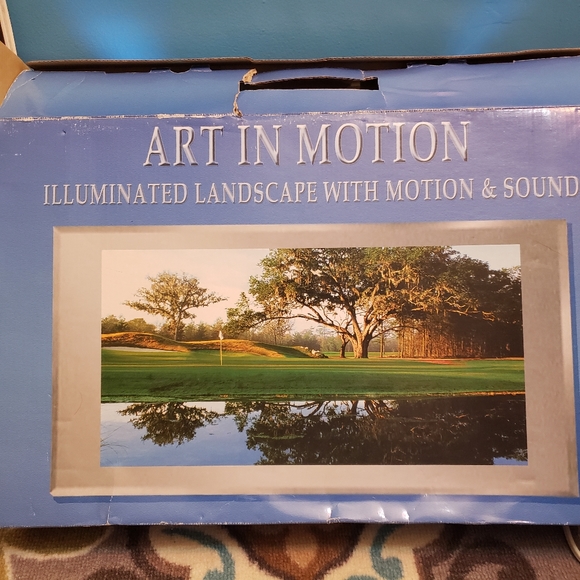 ART IN MOTION
ILLUMINATED LANDSCAPE WITH MOTION & SOUND